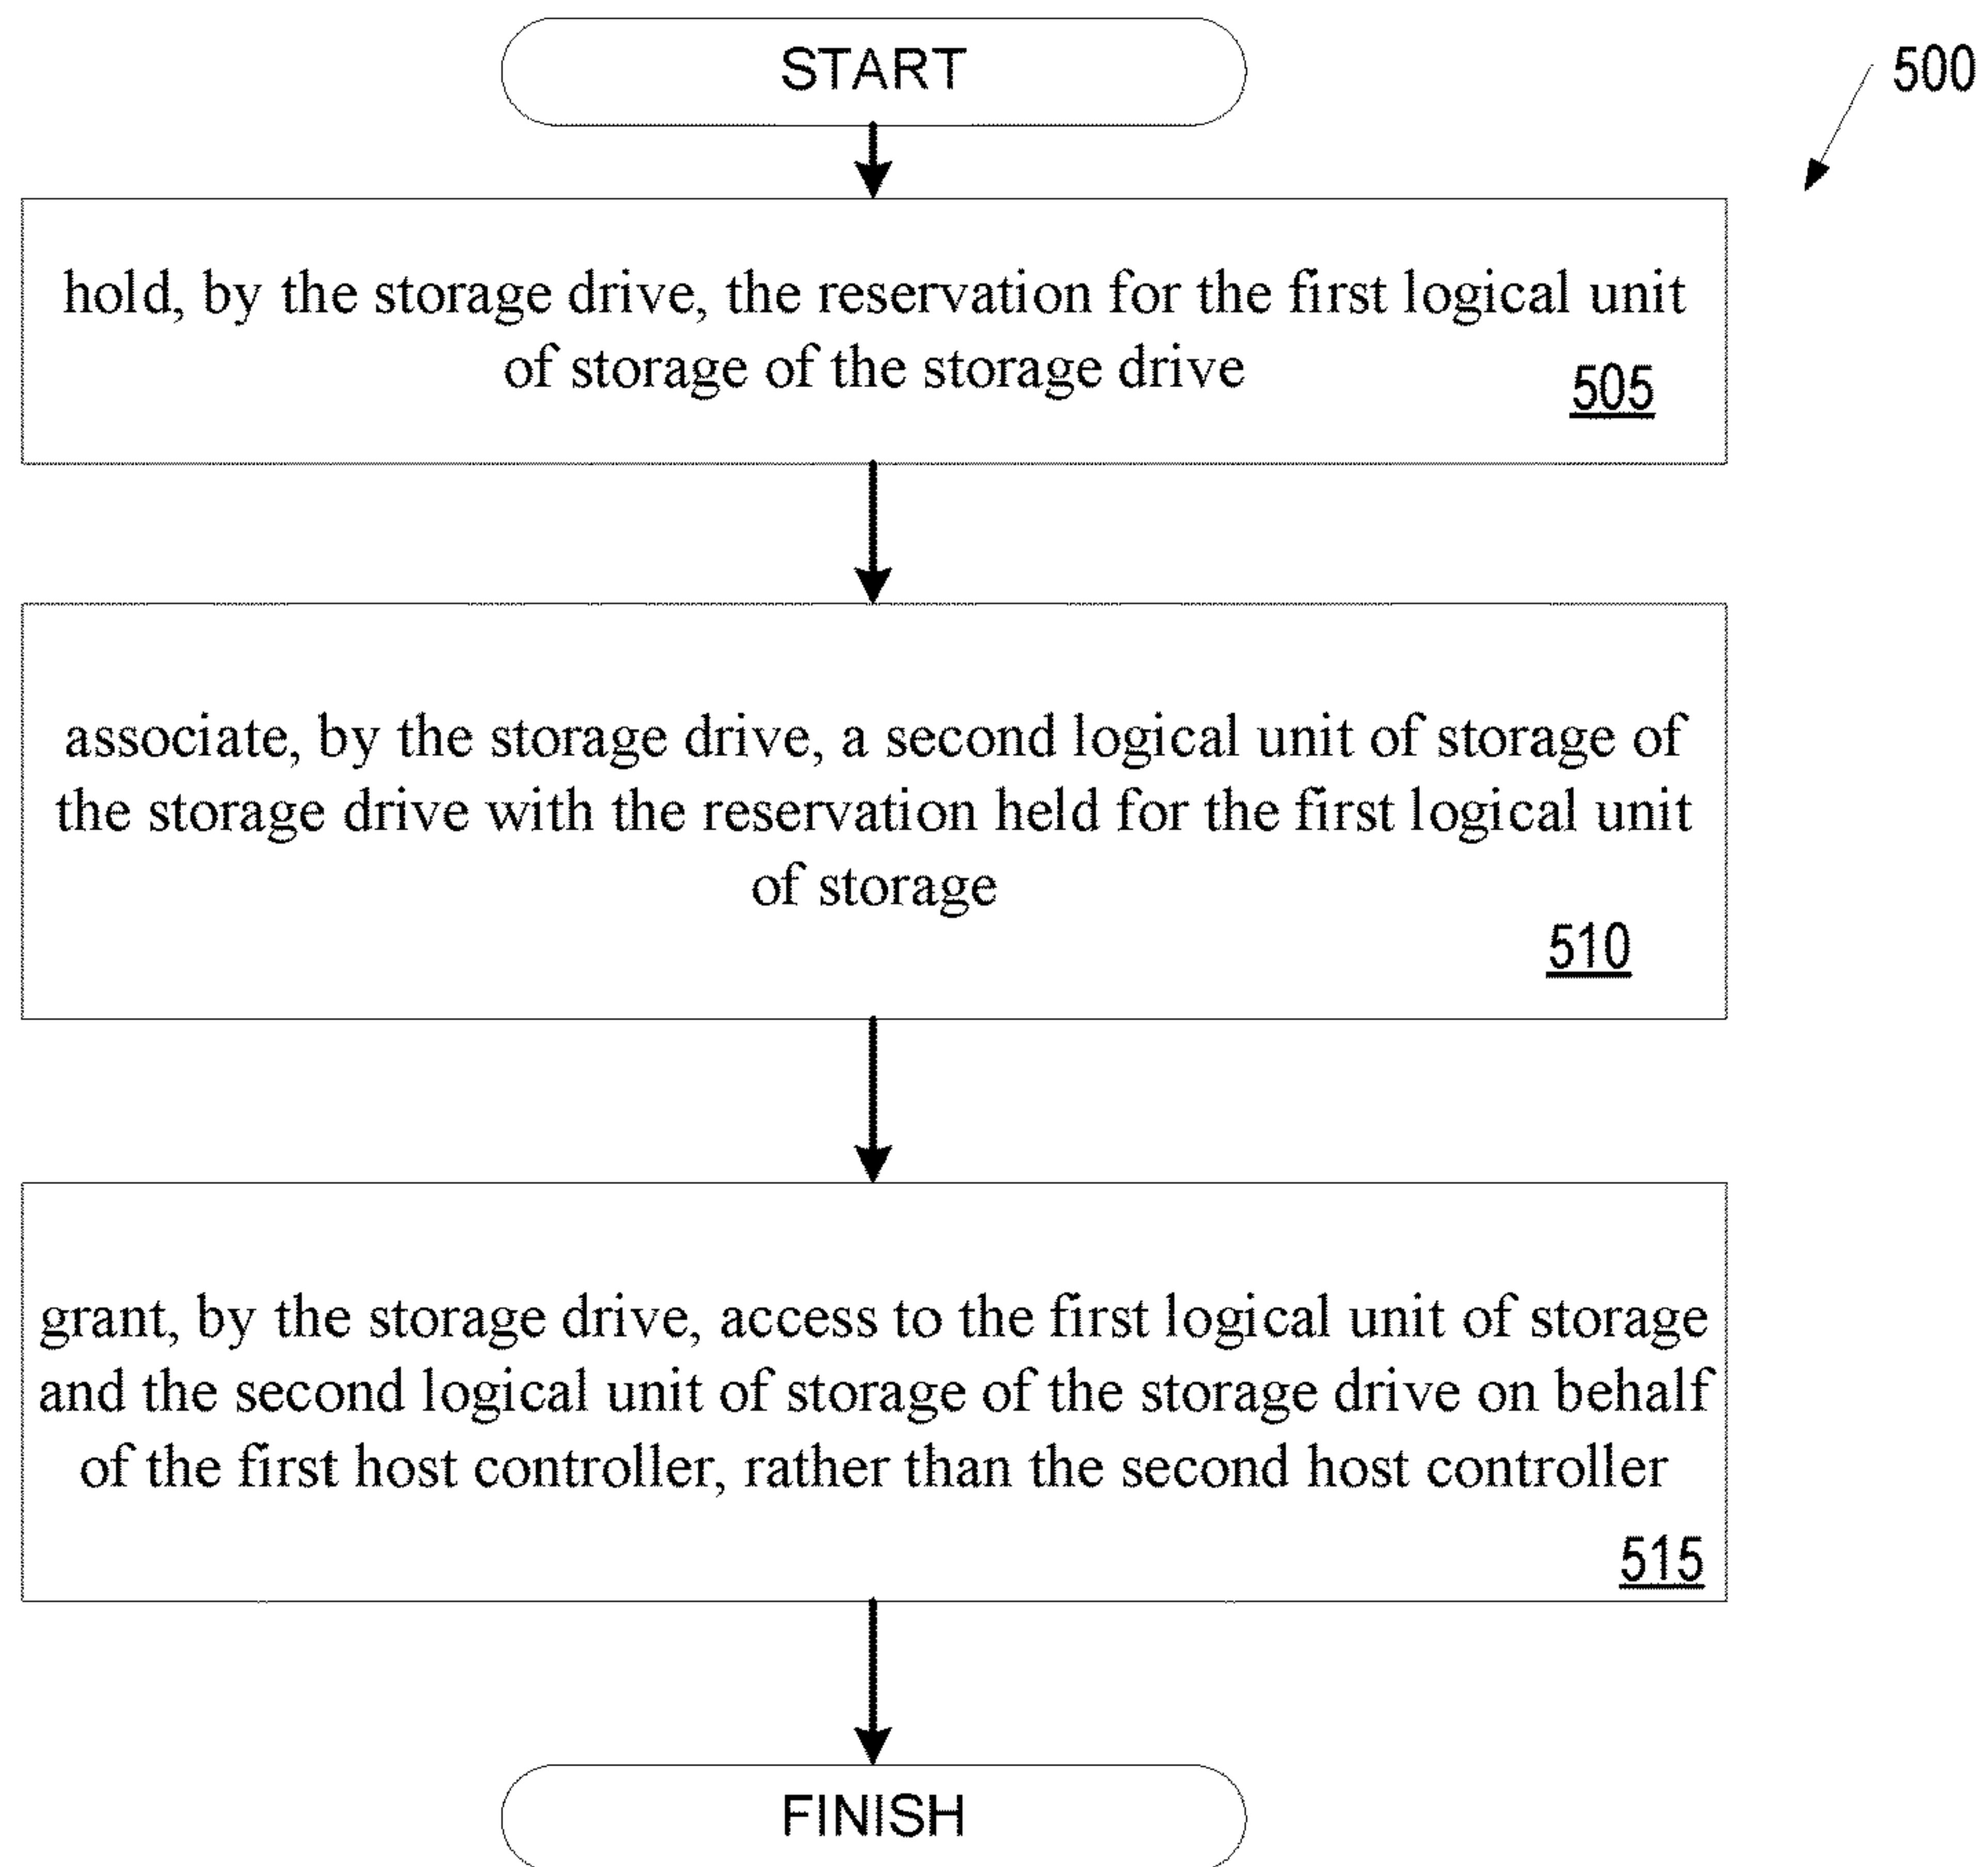 START
500
hold, by the storage drive, the reservation for the first logical unit
of storage of the storage drive
505
associate, by the storage drive, a second logical unit of storage of
the storage drive with the reservation held for the first logical unit
of storage
510
grant, by the storage drive, access to the first logical unit of storage
and the second logical unit of storage of the storage drive on behalf
of the first host controller, rather than the second host controller
515
FINISH